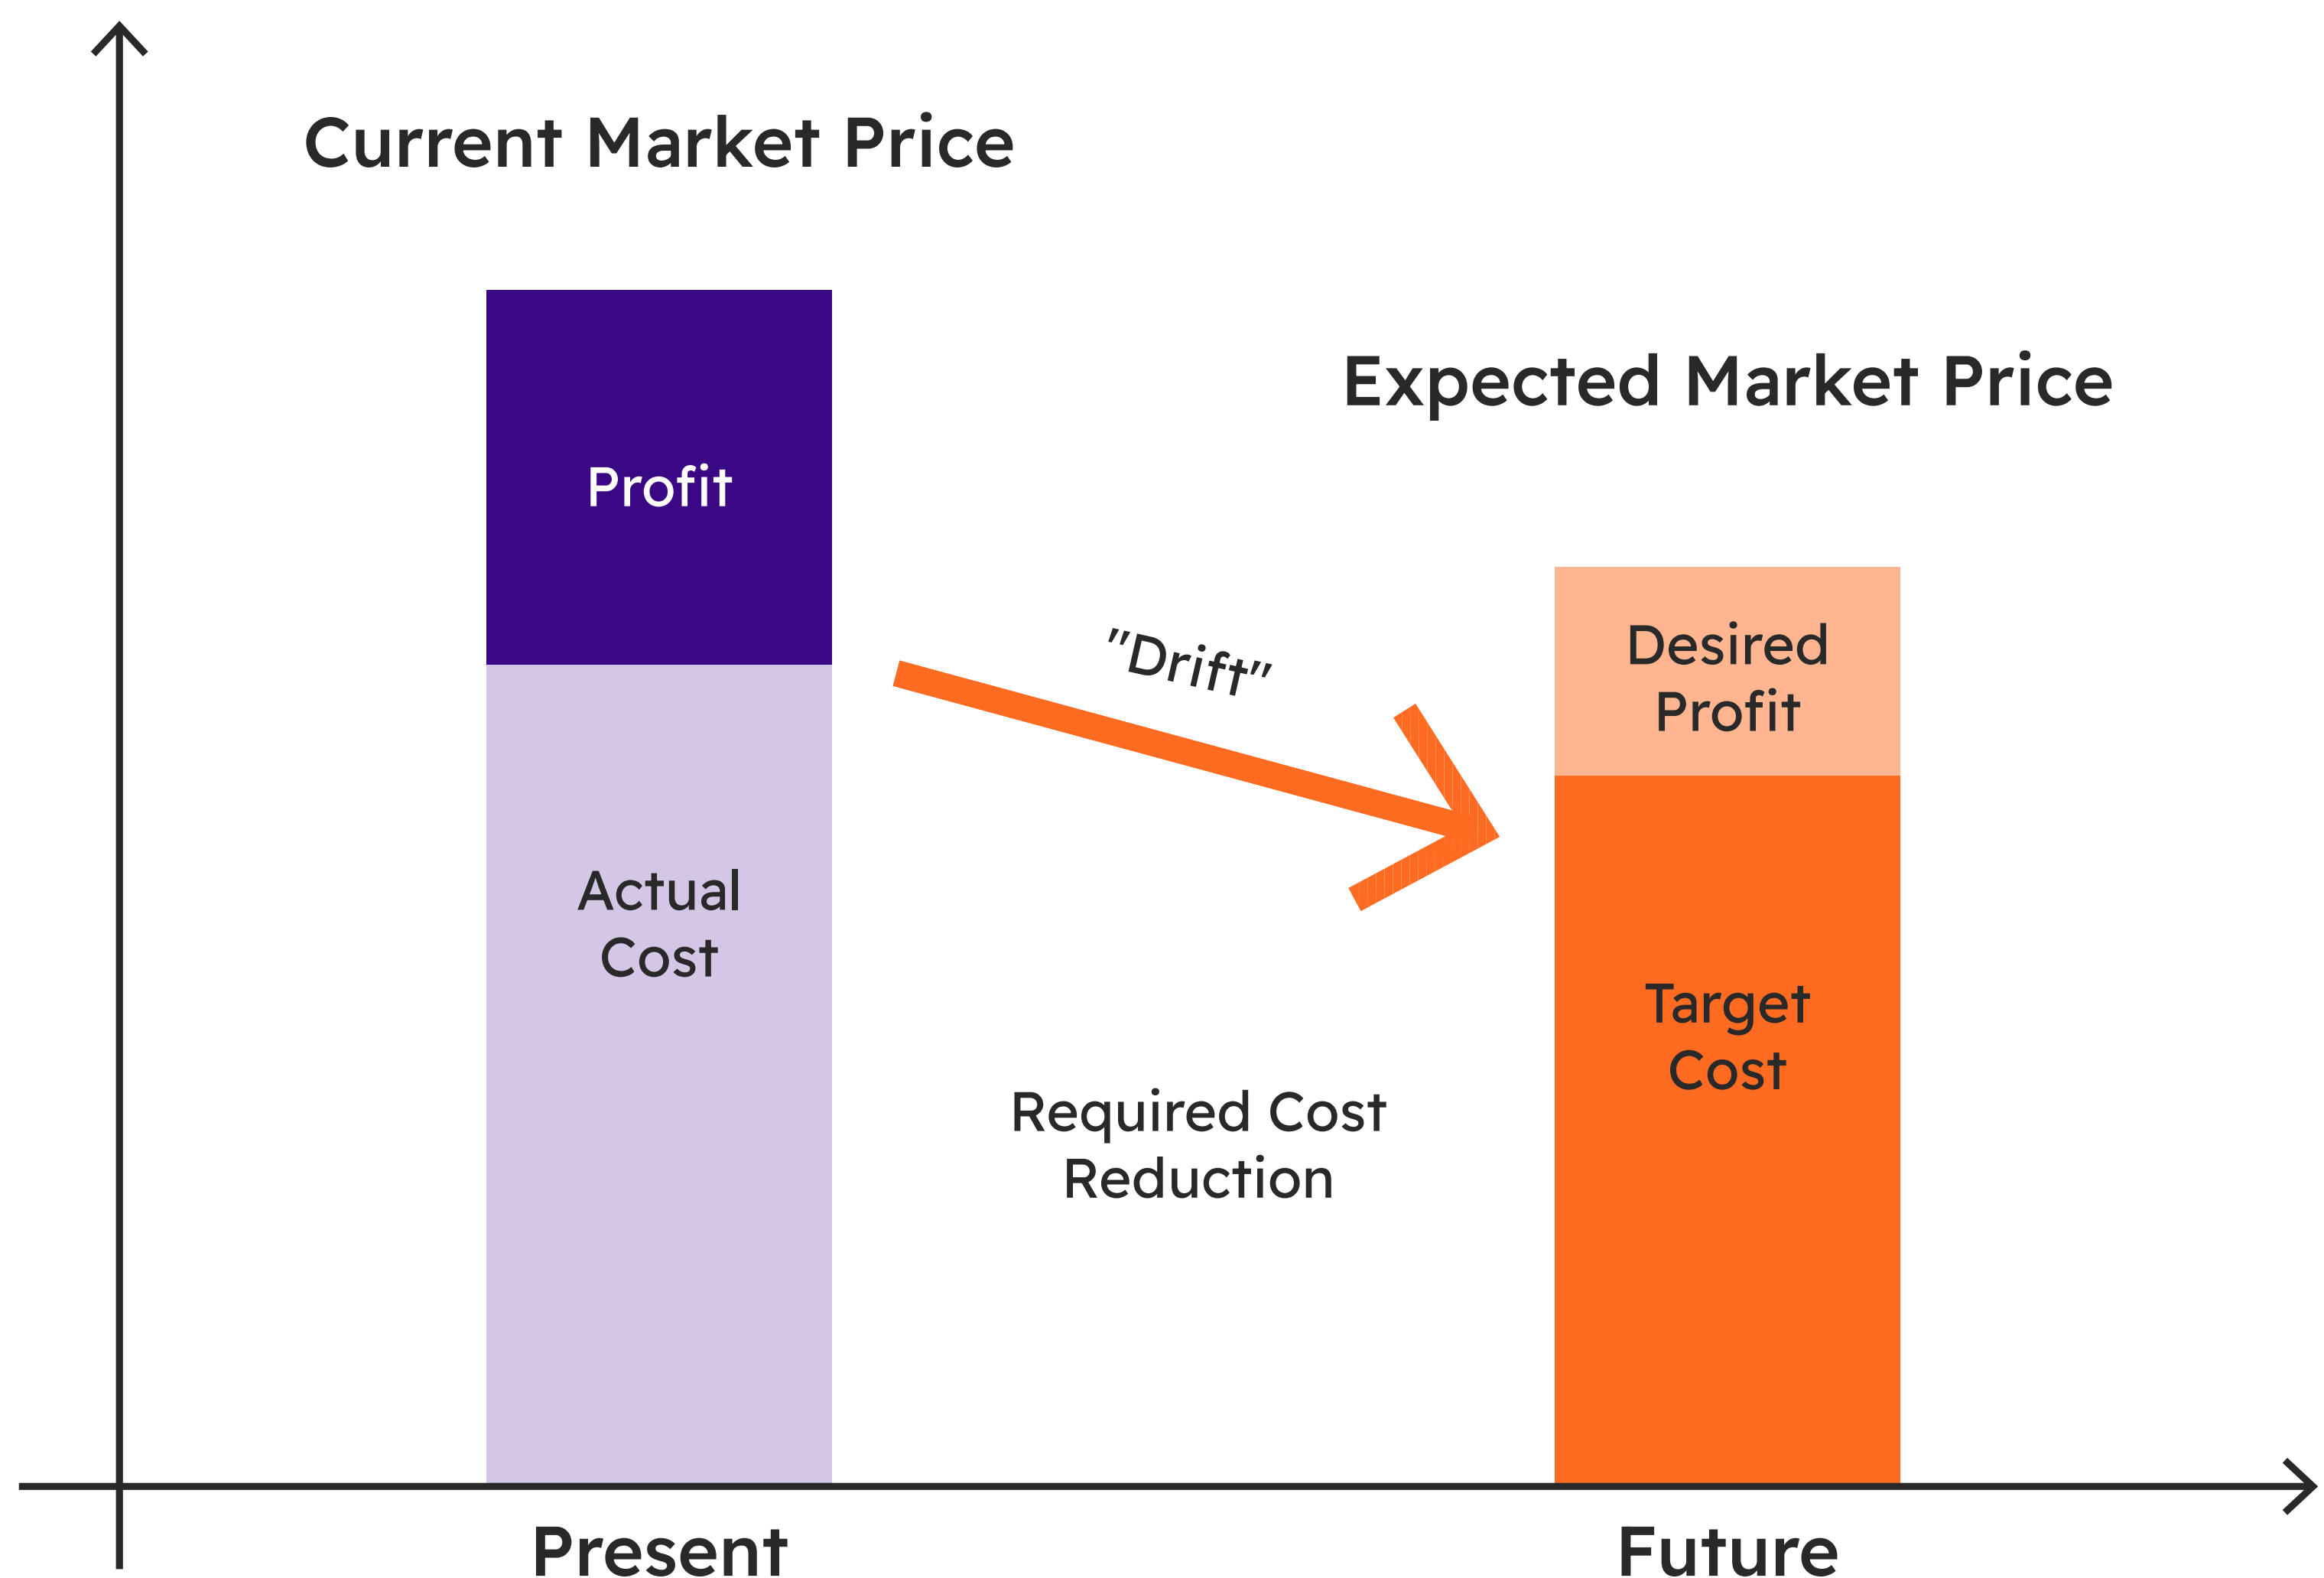 Current Market Price
Expected Market Price
Profit
"Drift"
Desired
Profit
Actual
Cost
Target
Cost
Required Cost
Reduction
Present
Future